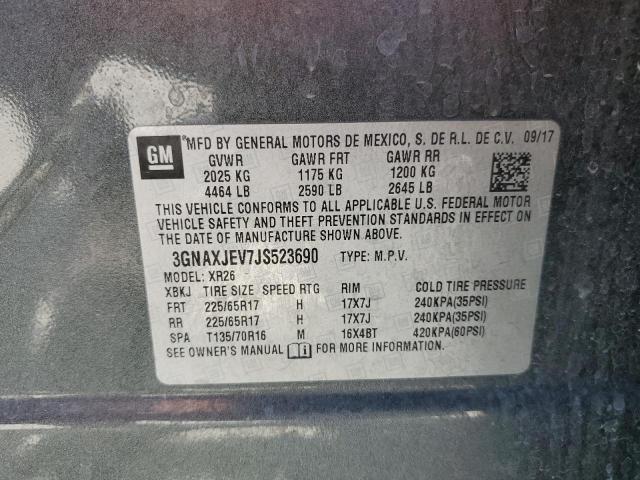 GM
MFD BY GENERAL MOTORS DE MEXICO, S. DE R.L. DE C.V. 09/17
GVWR GAWR FRT GAWR RR
2025 KG 1175 KG 1200 KG
4464 LB 2590 LB 2645 LB
THIS VEHICLE CONFORMS TO ALL APPLICABLE U.S. FEDERAL MOTOR
VEHICLE SAFETY AND THEFT PREVENTION STANDARDS IN EFFECT ON
THE DATE OF MANUFACTURE SHOWN ABOVE.
3GNAXJEV7JS523690 TYPE: M.P.V.
MODEL: XR26
XBKJ TIRE SIZE SPEED RTG RIM COLD TIRE PRESSURE
FRT 225/65R17 H 17X7J 240KPA(35PSI)
RR 225/65R17 H 17X7J 240KPA(35PSI)
SPA T135/70R16 M 16X4BT 420KPA(60PSI)
SEE OWNER'S MANUAL FOR MORE INFORMATION